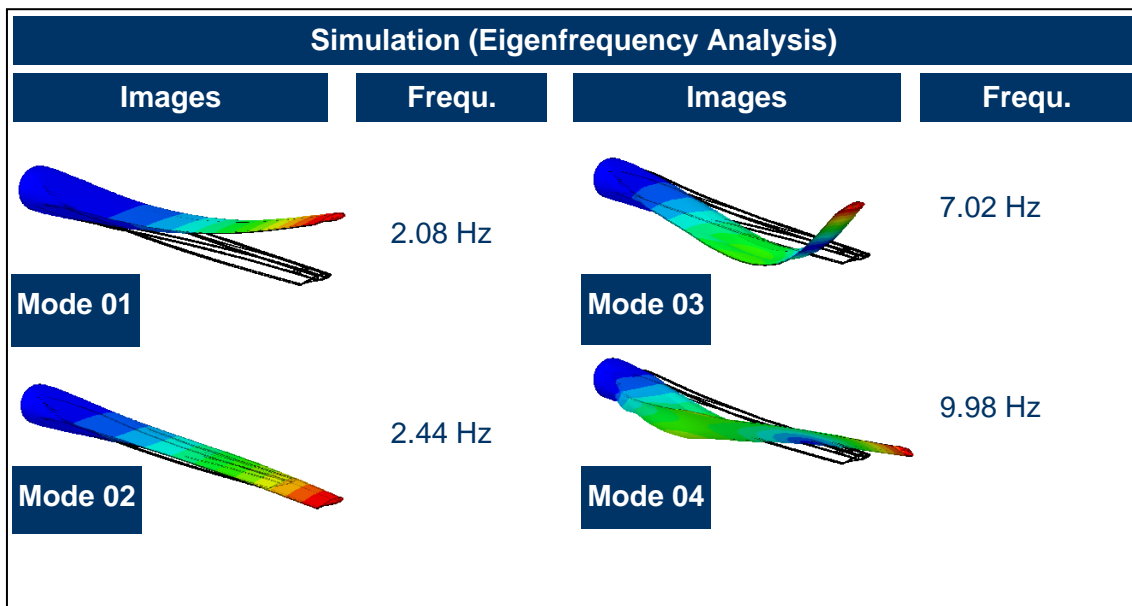 Simulation (Eigenfrequency Analysis)
Images
Frequ.
Images
Frequ.
2.08 Hz
Mode 01
7.02 Hz
Mode 03
2.44 Hz
Mode 02
9.98 Hz
Mode 04